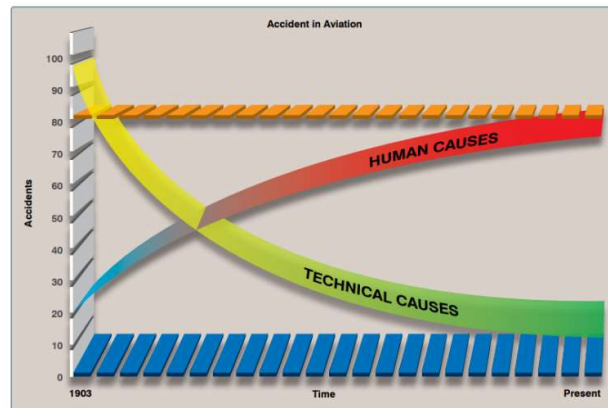 Accident in Aviation
100
90
80
70
60
50
40
30
20
10
0
Accidents
HUMAN CAUSES
TECHNICAL CAUSES
1903
Time
Present